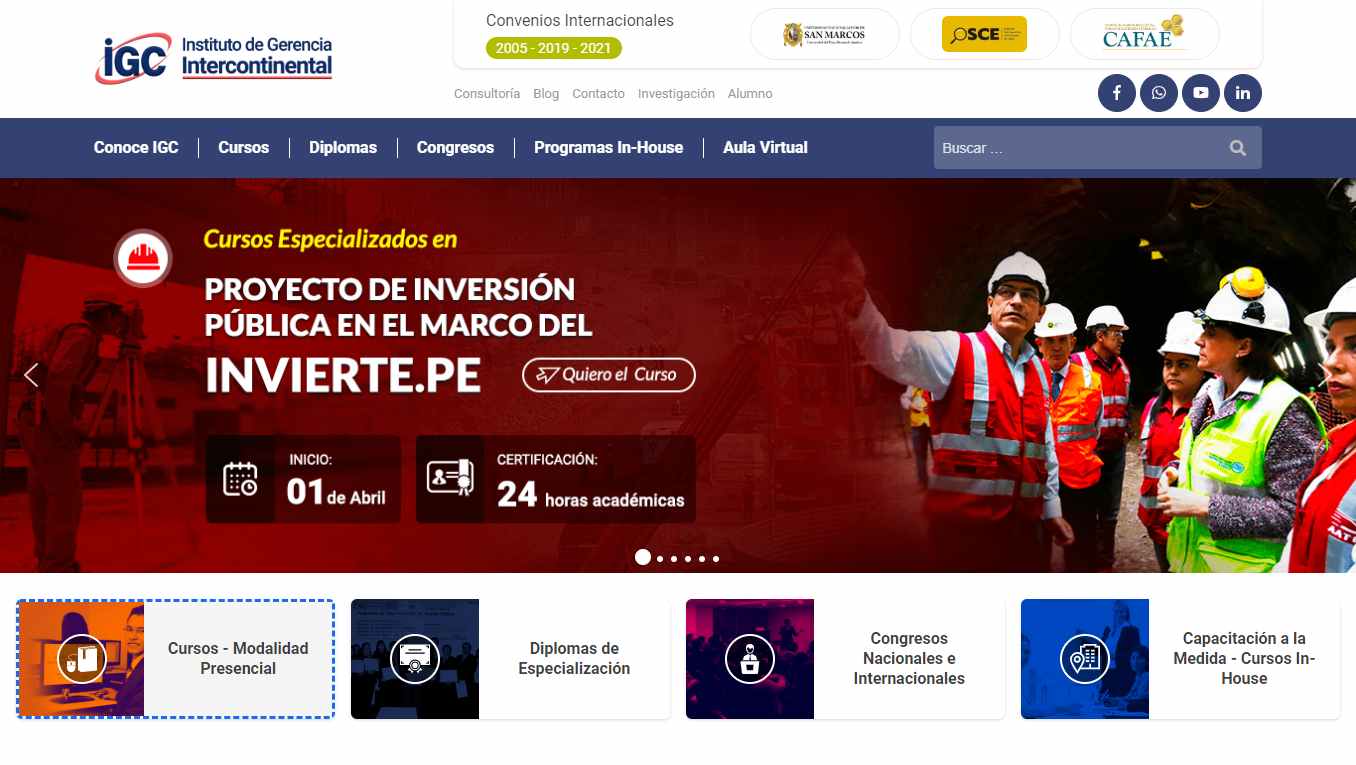 iGC
Instituto de Gerencia
Intercontinental
Convenios Internacionales
2005 - 2019 - 2021
SAN MARCOS
OSCE
CAFAE
Consultoría Blog Contacto Investigación Alumno
Conoce IGC Cursos Diplomas Congresos Programas In-House Aula Virtual
Buscar ...
Cursos Especializados en
PROYECTO DE INVERSIÓN
PÚBLICA EN EL MARCO DEL
INVIERTE.PE
Quiero el Curso
INICIO:
01 de Abril
CERTIFICACIÓN:
24 horas académicas
Cursos - Modalidad
Presencial
Diplomas de
Especialización
Congresos
Nacionales e
Internacionales
Capacitación a la
Medida - Cursos In-
House